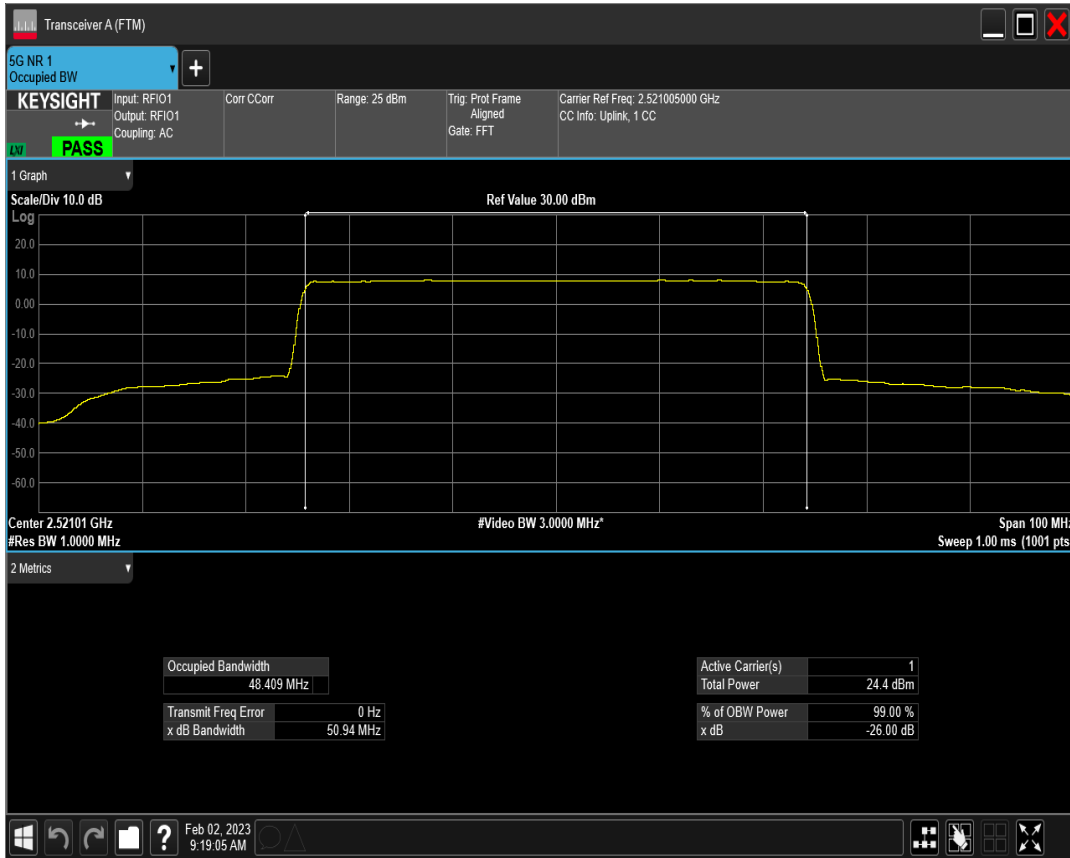 Transceiver A (FTM)
5G NR 1
Occupied BW
+
KEYSIGHT
Input: RFIO1
Output: RFIO1
Coupling: AC
Corr CCorr
Range: 25 dBm
Trig: Prot Frame
Aligned
Gate: FFT
Carrier Ref Freq: 2.521005000 GHz
CC Info: Uplink, 1 CC
LXI
PASS
1 Graph
Scale/Div 10.0 dB
Ref Value 30.00 dBm
Log
20.0
10.0
0.00
-10.0
-20.0
-30.0
-40.0
-50.0
-60.0
Center 2.52101 GHz
#Video BW 3.0000 MHz*
Span 100 MHz
#Res BW 1.0000 MHz
Sweep 1.00 ms (1001 pts
2 Metrics
Occupied Bandwidth
48.409 MHz
Transmit Freq Error 0 Hz
x dB Bandwidth 50.94 MHz
Active Carrier(s) 1
Total Power 24.4 dBm
% of OBW Power 99.00 %
x dB -26.00 dB
?
Feb 02, 2023
9:19:05 AM